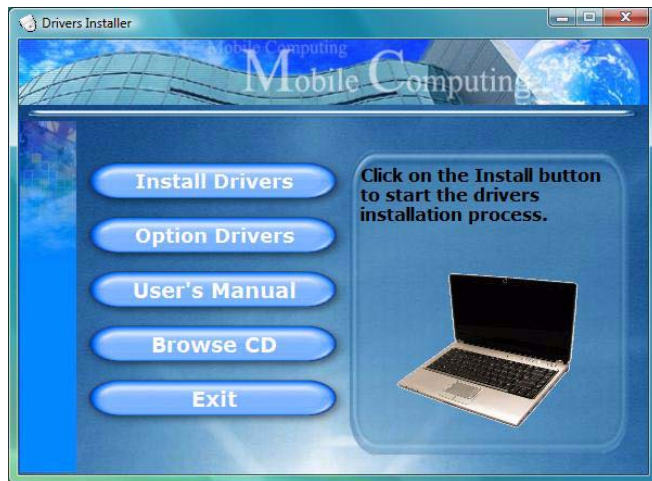 Drivers Installer
Mobile Computing
Mobile Computing
Install Drivers
Option Drivers
User's Manual
Browse CD
Exit
Click on the Install button
to start the drivers
installation process.